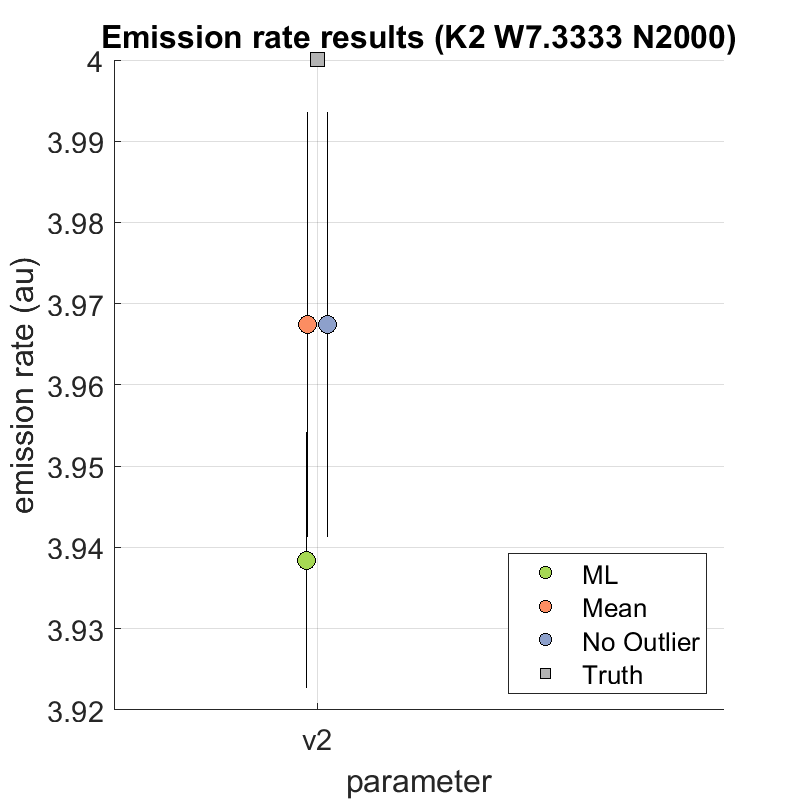 Emission rate results (K2 W7.3333 N2000)
4
3.99
3.98
3.97
3.96
3.95
3.94
3.93
3.92
emission rate (au)
ML
Mean
No Outlier
Truth
v2
parameter